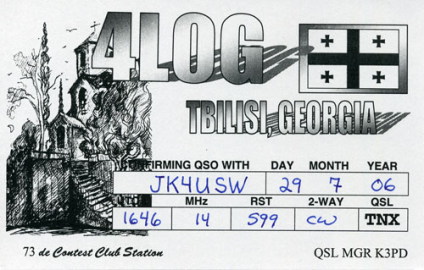 4L0G
TBILISI, GEORGIA
CONFIRMING QSO WITH DAY MONTH YEAR
JK4USW 29 7 06
UTC MHz RST 2-WAY QSL
1646 14 599 CW TNX
73 de Contest Club Station QSL MGR K3PD